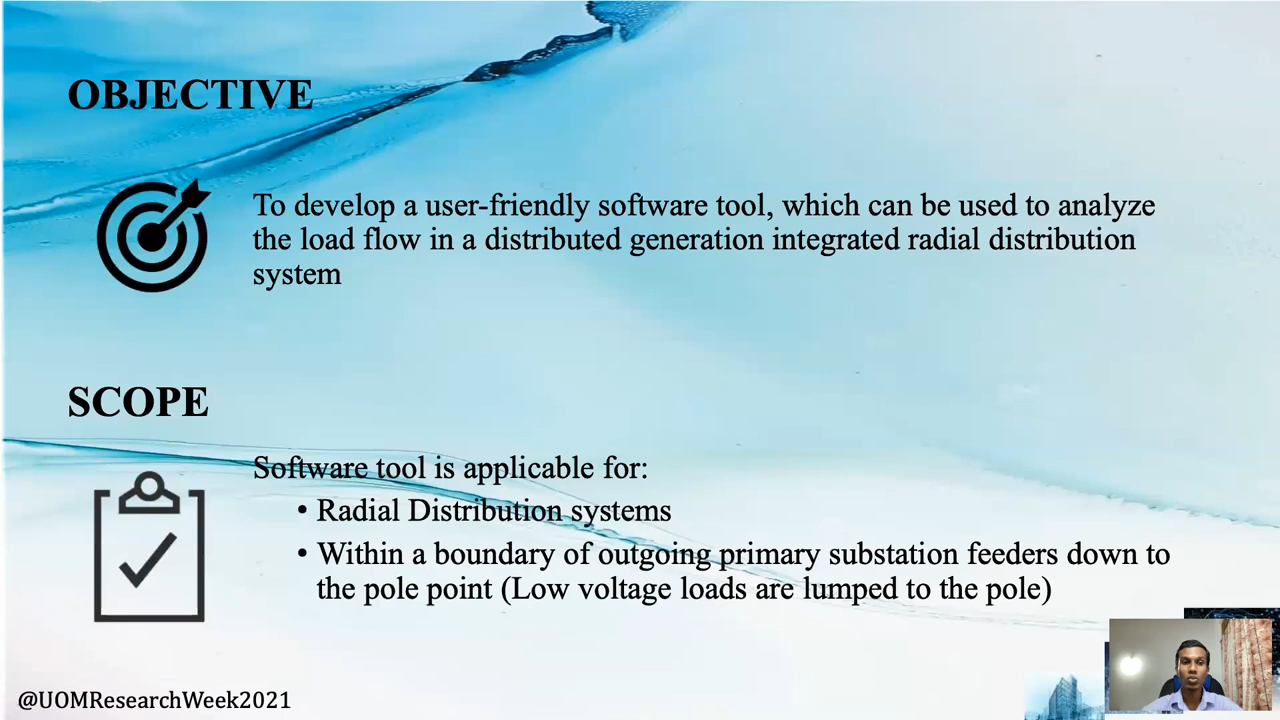 OBJECTIVE
To develop a user-friendly software tool, which can be used to analyze
the load flow in a distributed generation integrated radial distribution
system
SCOPE
Software tool is applicable for:
• Radial Distribution systems
• Within a boundary of outgoing primary substation feeders down to
the pole point (Low voltage loads are lumped to the pole)
@UOMResearchWeek2021